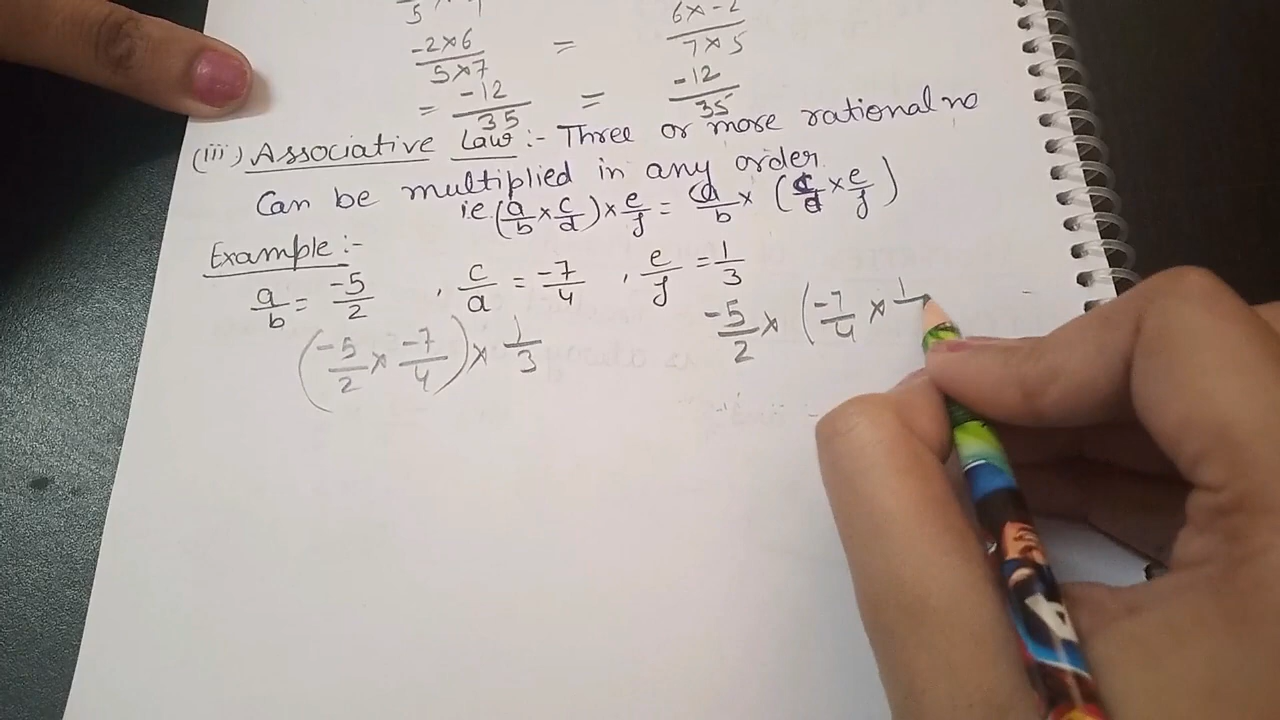 5
-2×6/5×7 = 6×-2/7×5
= -12/35 = -12/35
(iii) Associative Law :- Three or more rational no
Can be multiplied in any order.
i.e. (a/b × c/d) × e/f = a/b × (c/d × e/f)
Example :-
a/b = -5/2 , c/d = -7/4 , e/f = 1/3
(-5/2 × -7/4) × 1/3 -5/2 × (-7/4 × 1/